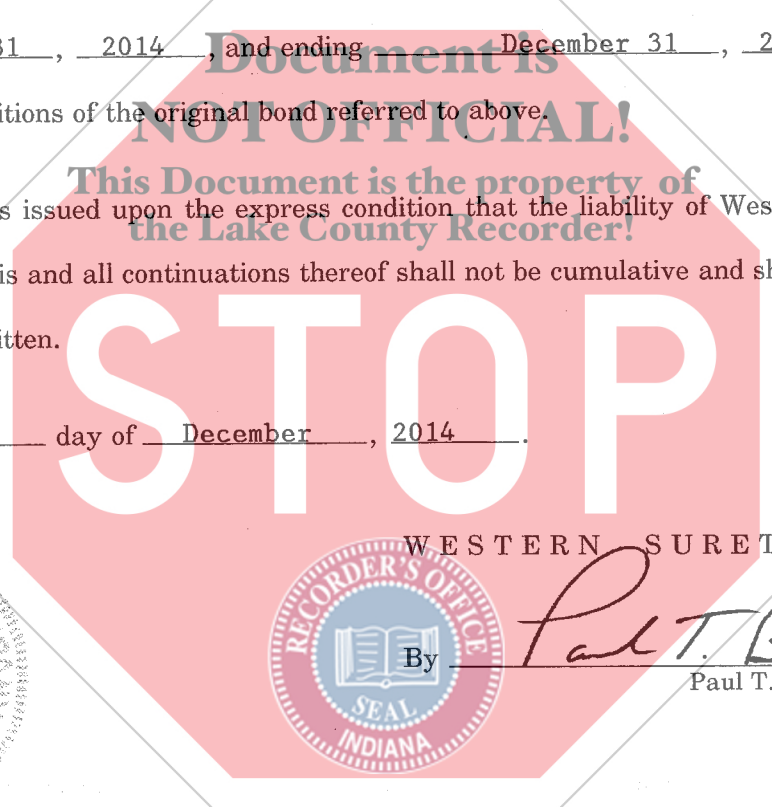 31, 2014, and ending December 31, 2
Document is
itions of the original bond referred to above.
NOT OFFICIAL!
This Document is the property of
s issued upon the express condition that the liability of Wes
the Lake County Recorder!
is and all continuations thereof shall not be cumulative and sh
itten.
STOP
day of December, 2014.
WESTERN SURET
RECORDER'S OFFICE
SEAL
INDIANA
By Paul T. B
Paul T.